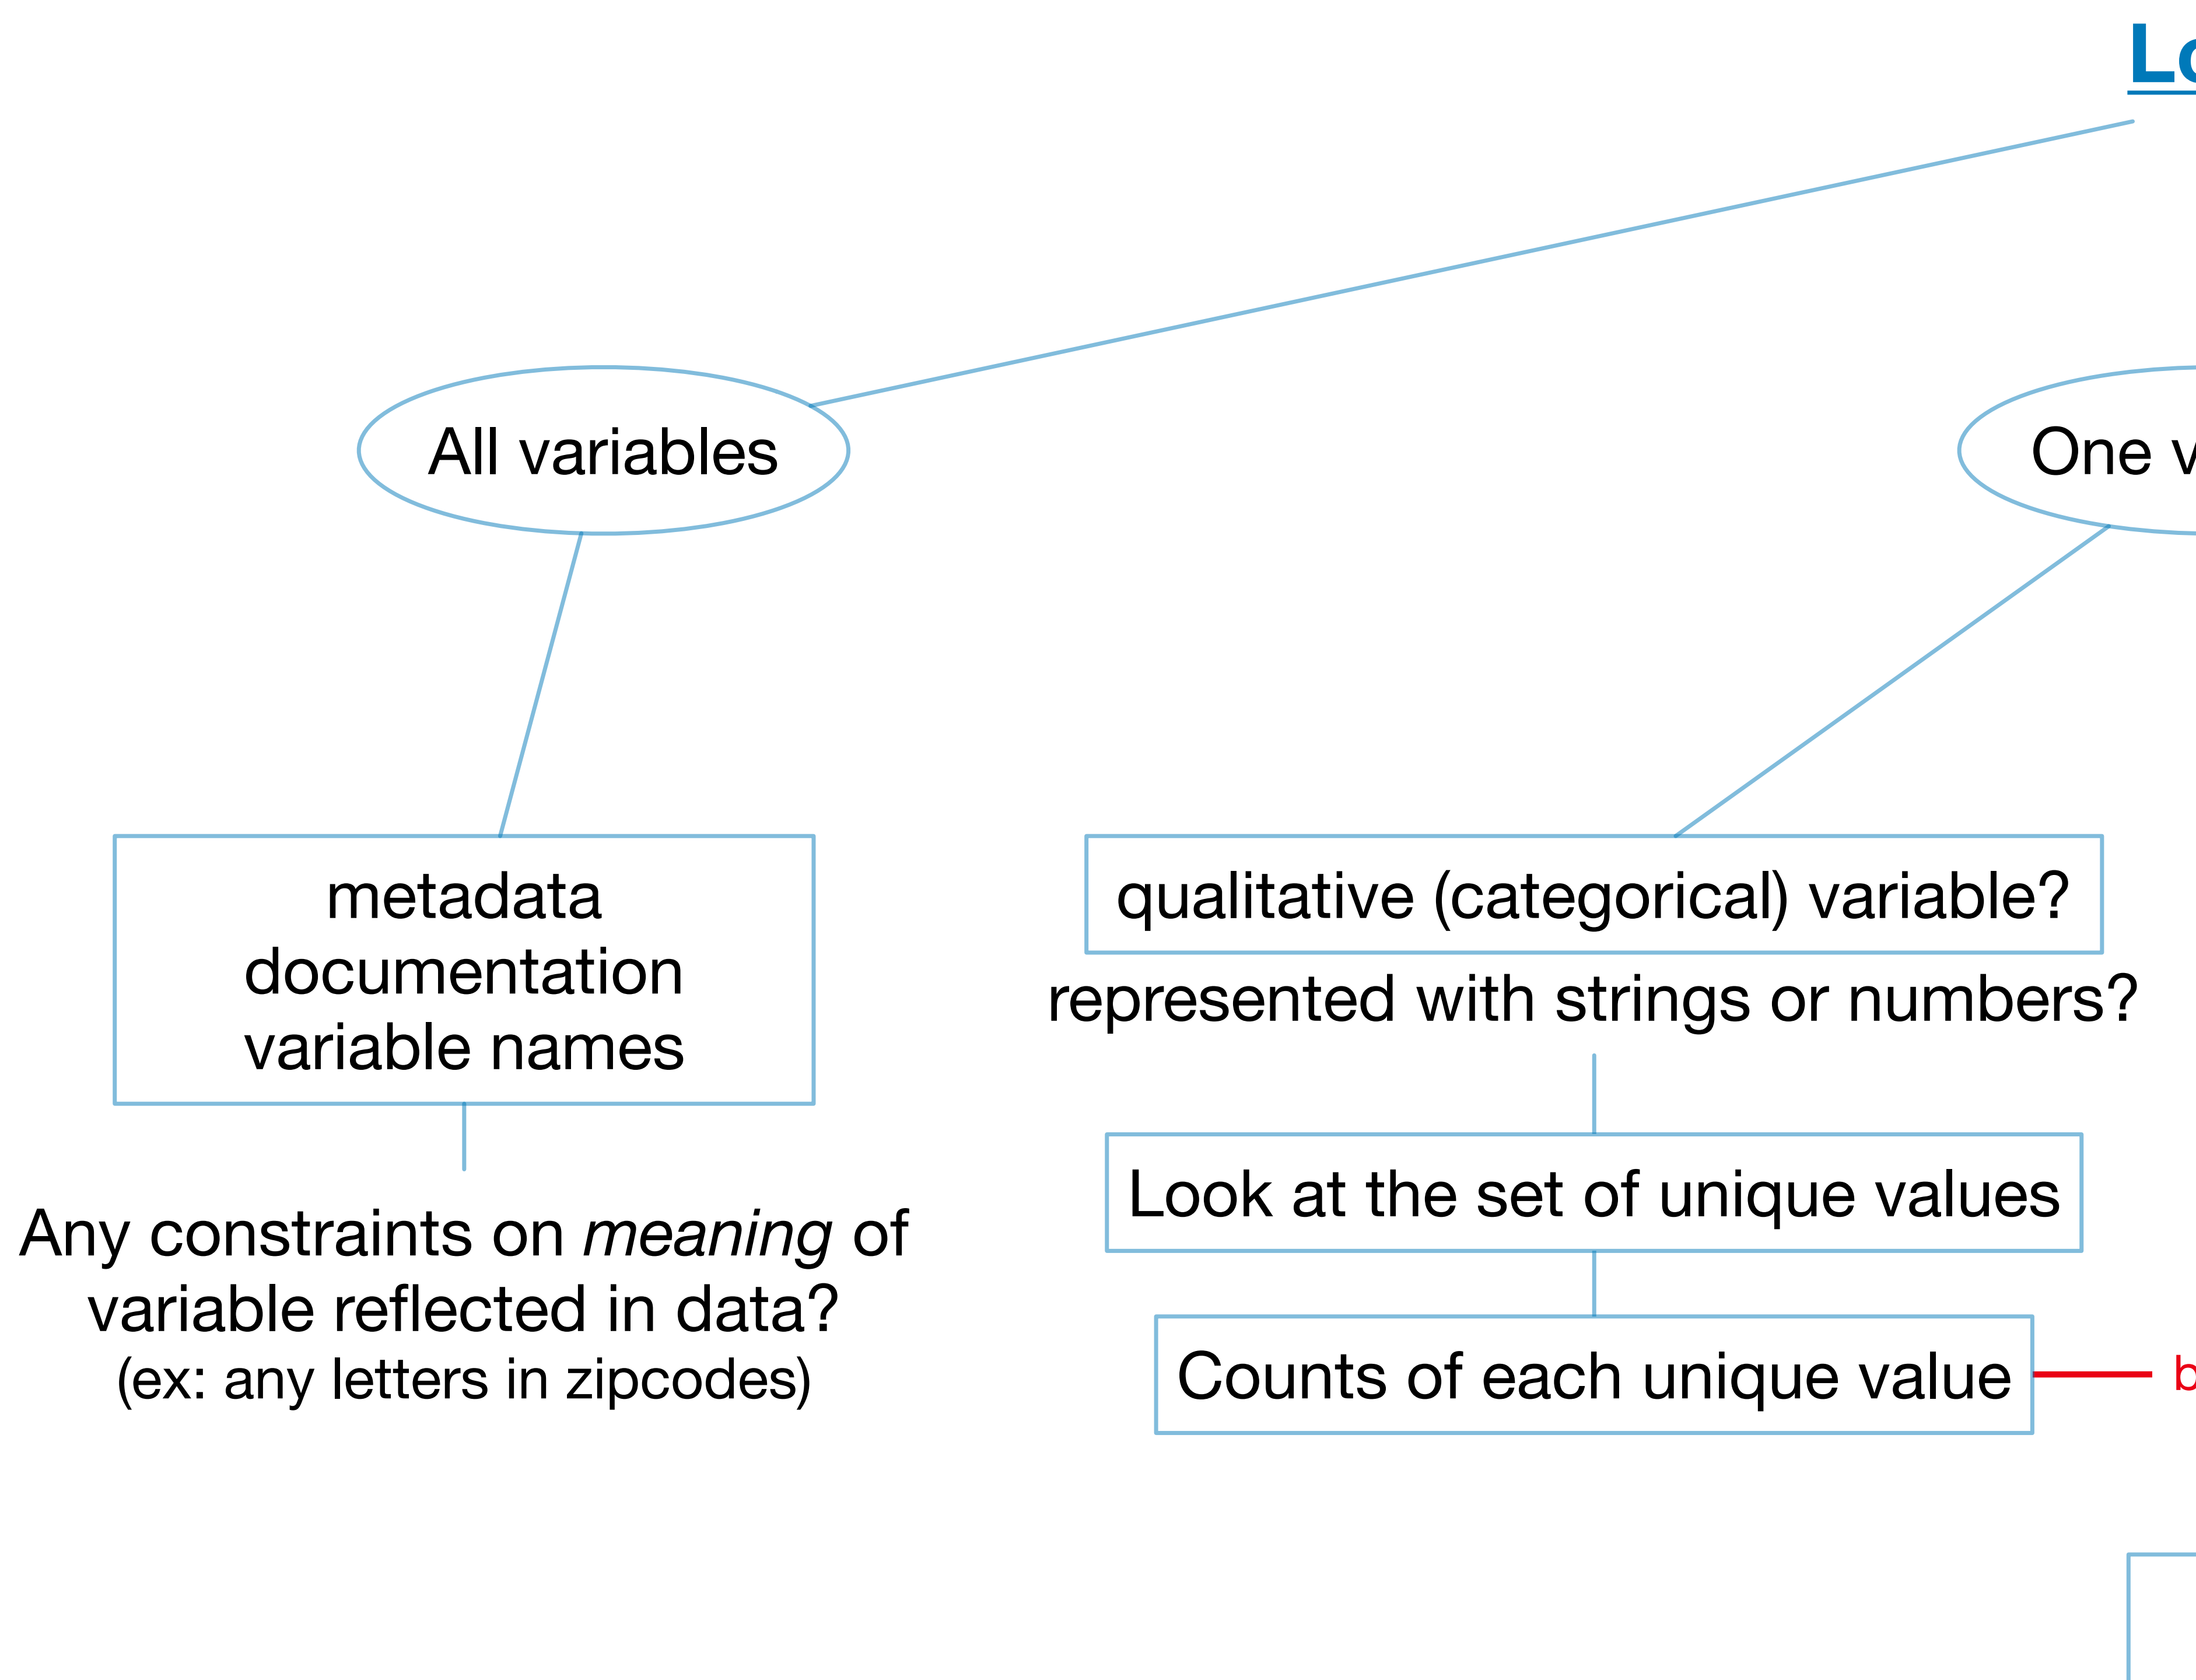 All variables
One
metadata
documentation
variable names
qualitative (categorical) variable?
represented with strings or numbers?
Look at the set of unique values
Counts of each unique value
Any constraints on meaning of
variable reflected in data?
(ex: any letters in zipcodes)